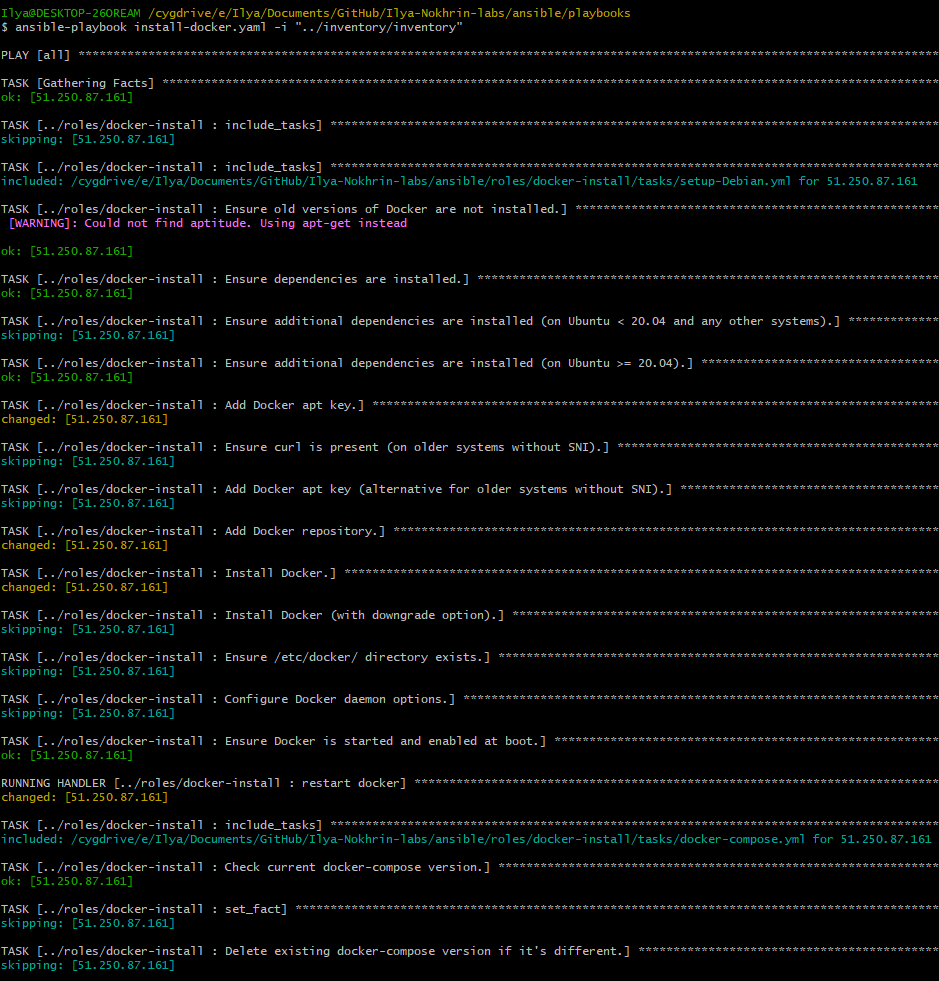 Ilya@DESKTOP-26OREAM /cygdrive/e/Ilya/Documents/GitHub/Ilya-Nokhrin-labs/ansible/playbooks
$ ansible-playbook install-docker.yaml -i "../inventory/inventory"
PLAY [all] ***************************************************************************************************************************
TASK [Gathering Facts] ***************************************************************************************************************
ok: [51.250.87.161]
TASK [../roles/docker-install : include_tasks] ***************************************************************************************
skipping: [51.250.87.161]
TASK [../roles/docker-install : include_tasks] ***************************************************************************************
included: /cygdrive/e/Ilya/Documents/GitHub/Ilya-Nokhrin-labs/ansible/roles/docker-install/tasks/setup-Debian.yml for 51.250.87.161
TASK [../roles/docker-install : Ensure old versions of Docker are not installed.] ****************************************************
[WARNING]: Could not find aptitude. Using apt-get instead
ok: [51.250.87.161]
TASK [../roles/docker-install : Ensure dependencies are installed.] ******************************************************************
ok: [51.250.87.161]
TASK [../roles/docker-install : Ensure additional dependencies are installed (on Ubuntu < 20.04 and any other systems).] *************
skipping: [51.250.87.161]
TASK [../roles/docker-install : Ensure additional dependencies are installed (on Ubuntu >= 20.04).] **********************************
ok: [51.250.87.161]
TASK [../roles/docker-install : Add Docker apt key.] *********************************************************************************
changed: [51.250.87.161]
TASK [../roles/docker-install : Ensure curl is present (on older systems without SNI).] **********************************************
skipping: [51.250.87.161]
TASK [../roles/docker-install : Add Docker apt key (alternative for older systems without SNI).] *************************************
skipping: [51.250.87.161]
TASK [../roles/docker-install : Add Docker repository.] ******************************************************************************
changed: [51.250.87.161]
TASK [../roles/docker-install : Install Docker.] *************************************************************************************
changed: [51.250.87.161]
TASK [../roles/docker-install : Install Docker (with downgrade option).] *************************************************************
skipping: [51.250.87.161]
TASK [../roles/docker-install : Ensure /etc/docker/ directory exists.] ***************************************************************
skipping: [51.250.87.161]
TASK [../roles/docker-install : Configure Docker daemon options.] ********************************************************************
skipping: [51.250.87.161]
TASK [../roles/docker-install : Ensure Docker is started and enabled at boot.] *******************************************************
ok: [51.250.87.161]
RUNNING HANDLER [../roles/docker-install : restart docker] ***************************************************************************
changed: [51.250.87.161]
TASK [../roles/docker-install : include_tasks] ***************************************************************************************
included: /cygdrive/e/Ilya/Documents/GitHub/Ilya-Nokhrin-labs/ansible/roles/docker-install/tasks/docker-compose.yml for 51.250.87.161
TASK [../roles/docker-install : Check current docker-compose version.] ***************************************************************
ok: [51.250.87.161]
TASK [../roles/docker-install : set_fact] ********************************************************************************************
skipping: [51.250.87.161]
TASK [../roles/docker-install : Delete existing docker-compose version if it's different.] *******************************************
skipping: [51.250.87.161]